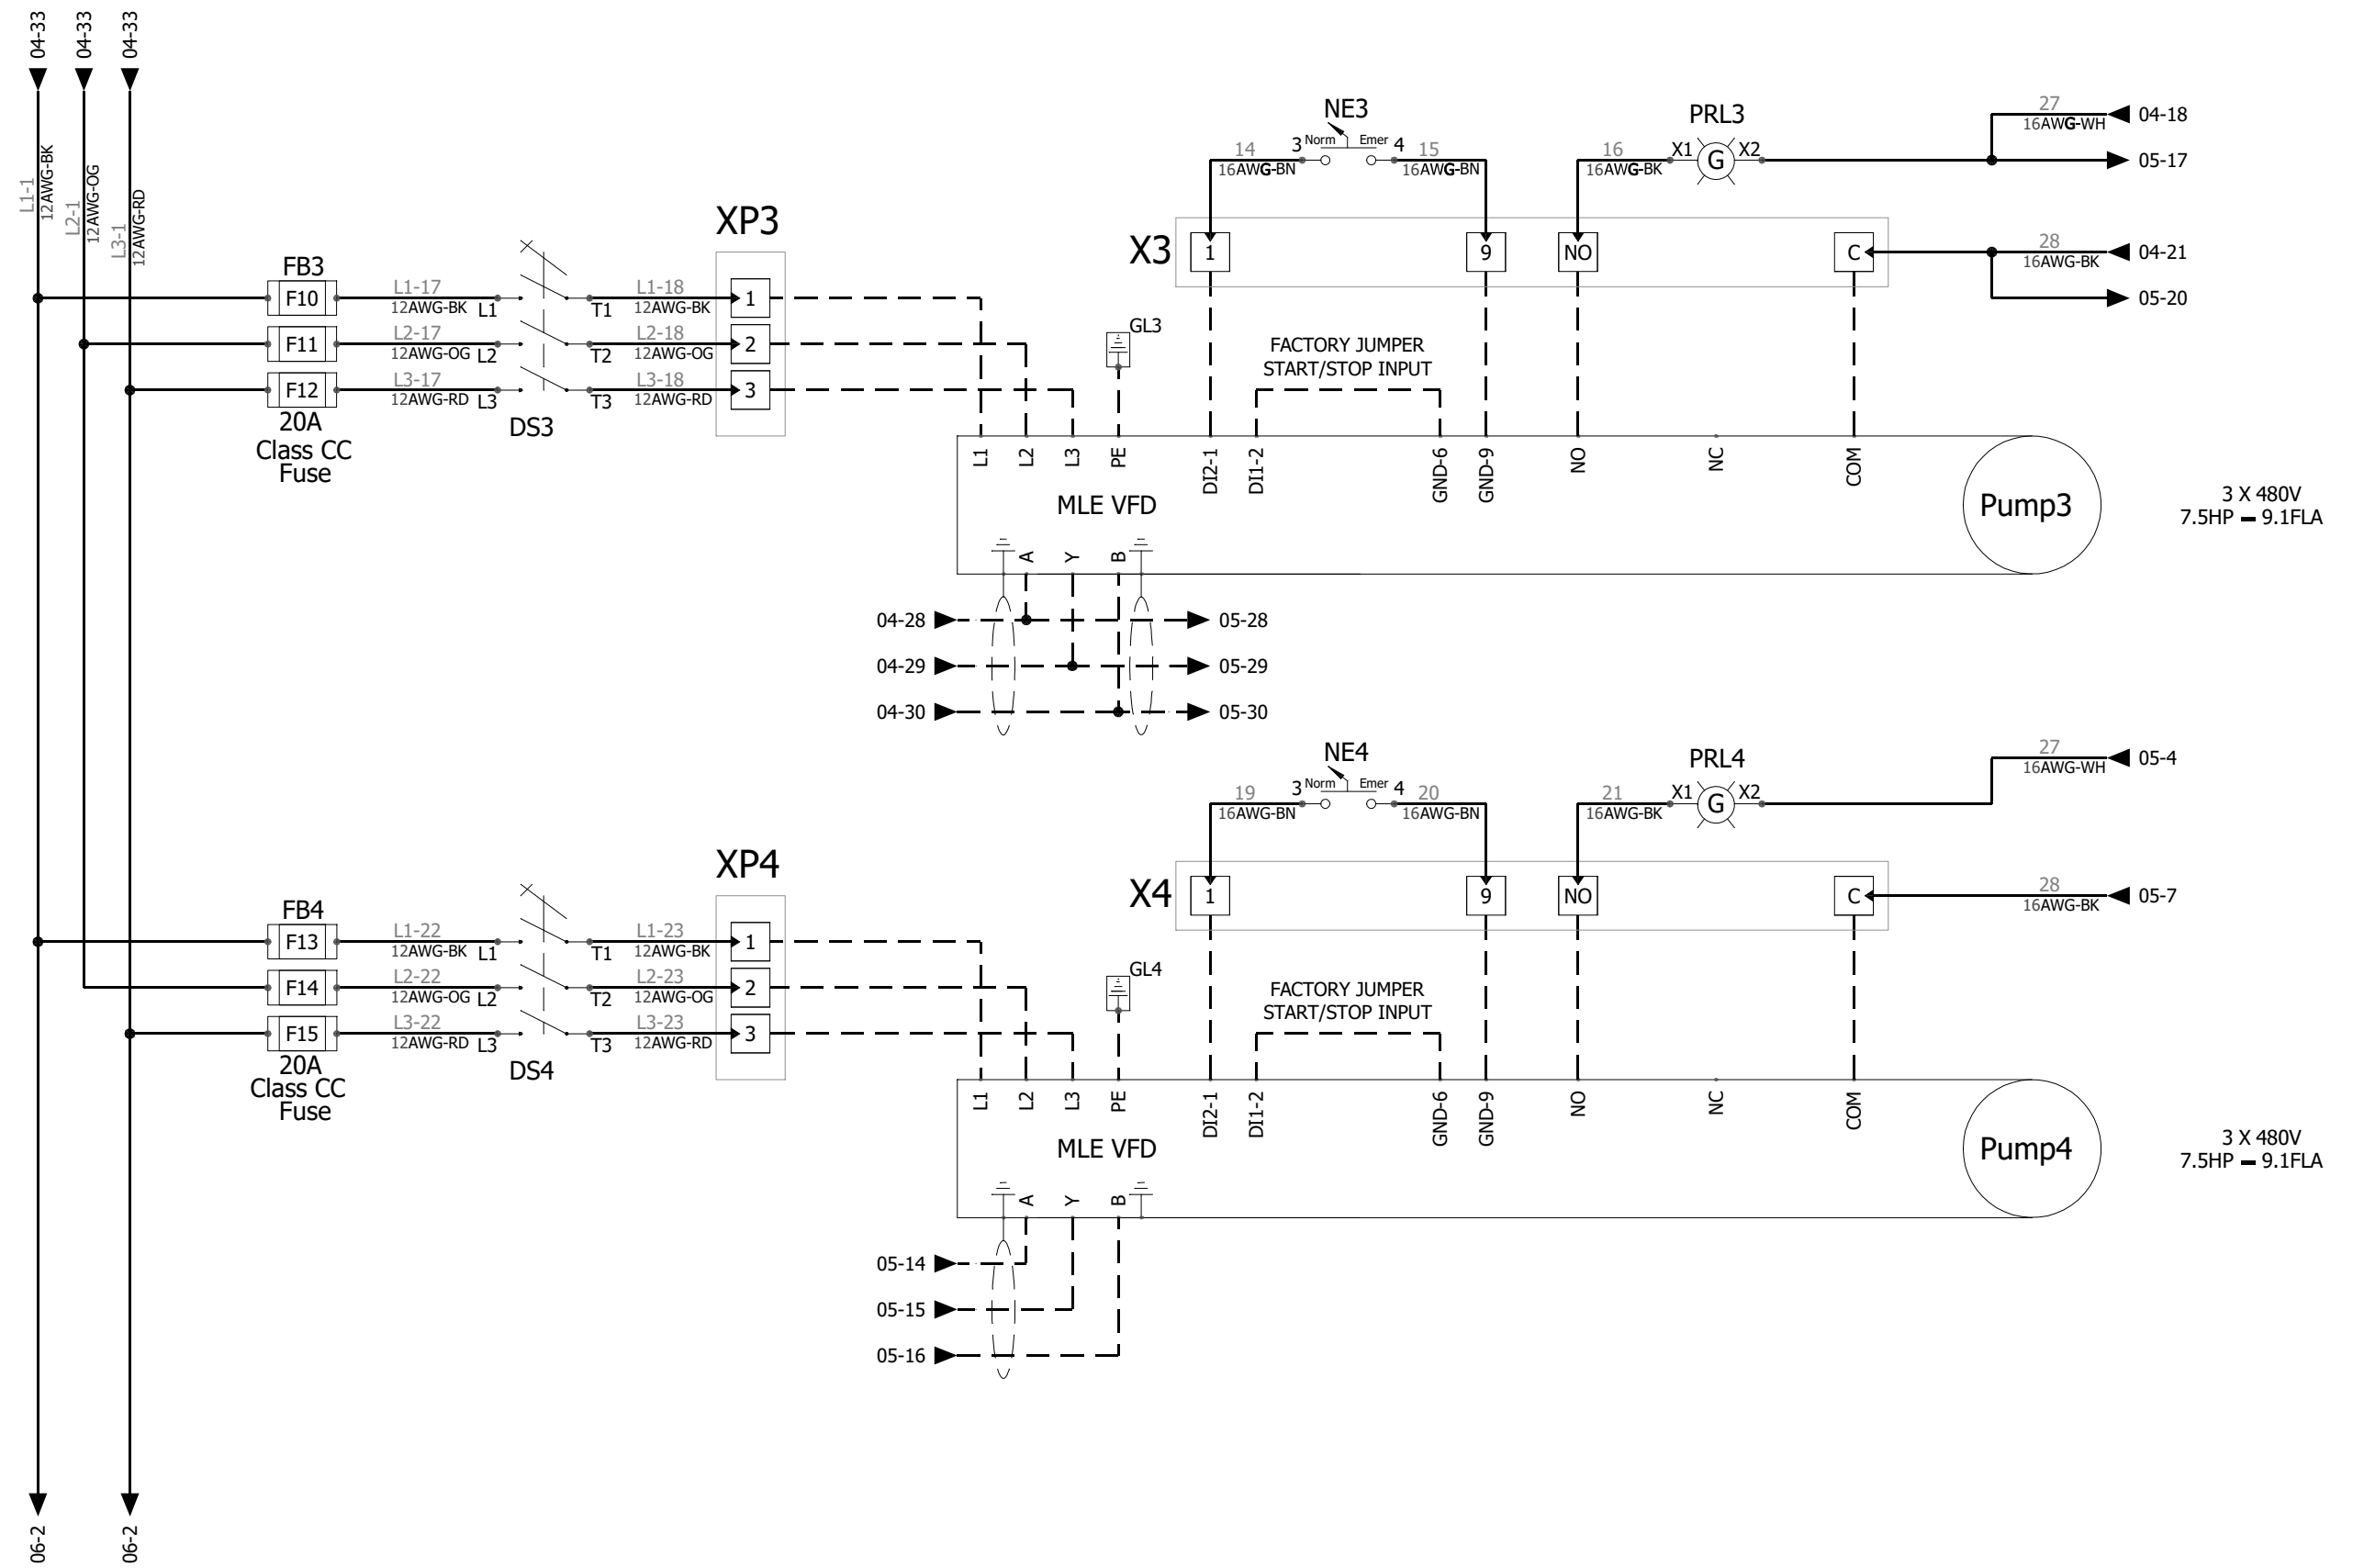 04-33
04-33
04-33
L1-1
12AWG-BK
L2-1
12AWG-OG
L3-1
12AWG-RD
NE3
3
Norm
Emer
4
14
16AWG-BN
15
16AWG-BN
PRL3
16
16AWG-BK
X1
G
X2
27
16AWG-WH
04-18
05-17
XP3
X3
1
9
NO
C
28
16AWG-BK
04-21
05-20
FB3
F10
L1-17
12AWG-BK
L1
T1
L1-18
12AWG-BK
1
F11
L2-17
12AWG-OG
L2
T2
L2-18
12AWG-OG
2
F12
L3-17
12AWG-RD
L3
T3
L3-18
12AWG-RD
3
20A
Class CC
Fuse
DS3
GL3
FACTORY JUMPER
START/STOP INPUT
L1
L2
L3
PE
DI2-1
DI1-2
GND-6
GND-9
NO
NC
COM
MLE VFD
Pump3
3 X 480V
7.5HP - 9.1FLA
A
Y
B
04-28
05-28
04-29
05-29
04-30
05-30
NE4
3
Norm
Emer
4
19
16AWG-BN
20
16AWG-BN
PRL4
21
16AWG-BK
X1
G
X2
27
16AWG-WH
05-4
XP4
X4
1
9
NO
C
28
16AWG-BK
05-7
FB4
F13
L1-22
12AWG-BK
L1
T1
L1-23
12AWG-BK
1
F14
L2-22
12AWG-OG
L2
T2
L2-23
12AWG-OG
2
F15
L3-22
12AWG-RD
L3
T3
L3-23
12AWG-RD
3
20A
Class CC
Fuse
DS4
GL4
FACTORY JUMPER
START/STOP INPUT
L1
L2
L3
PE
DI2-1
DI1-2
GND-6
GND-9
NO
NC
COM
MLE VFD
Pump4
3 X 480V
7.5HP - 9.1FLA
A
Y
B
05-14
05-15
05-16
06-2
06-2